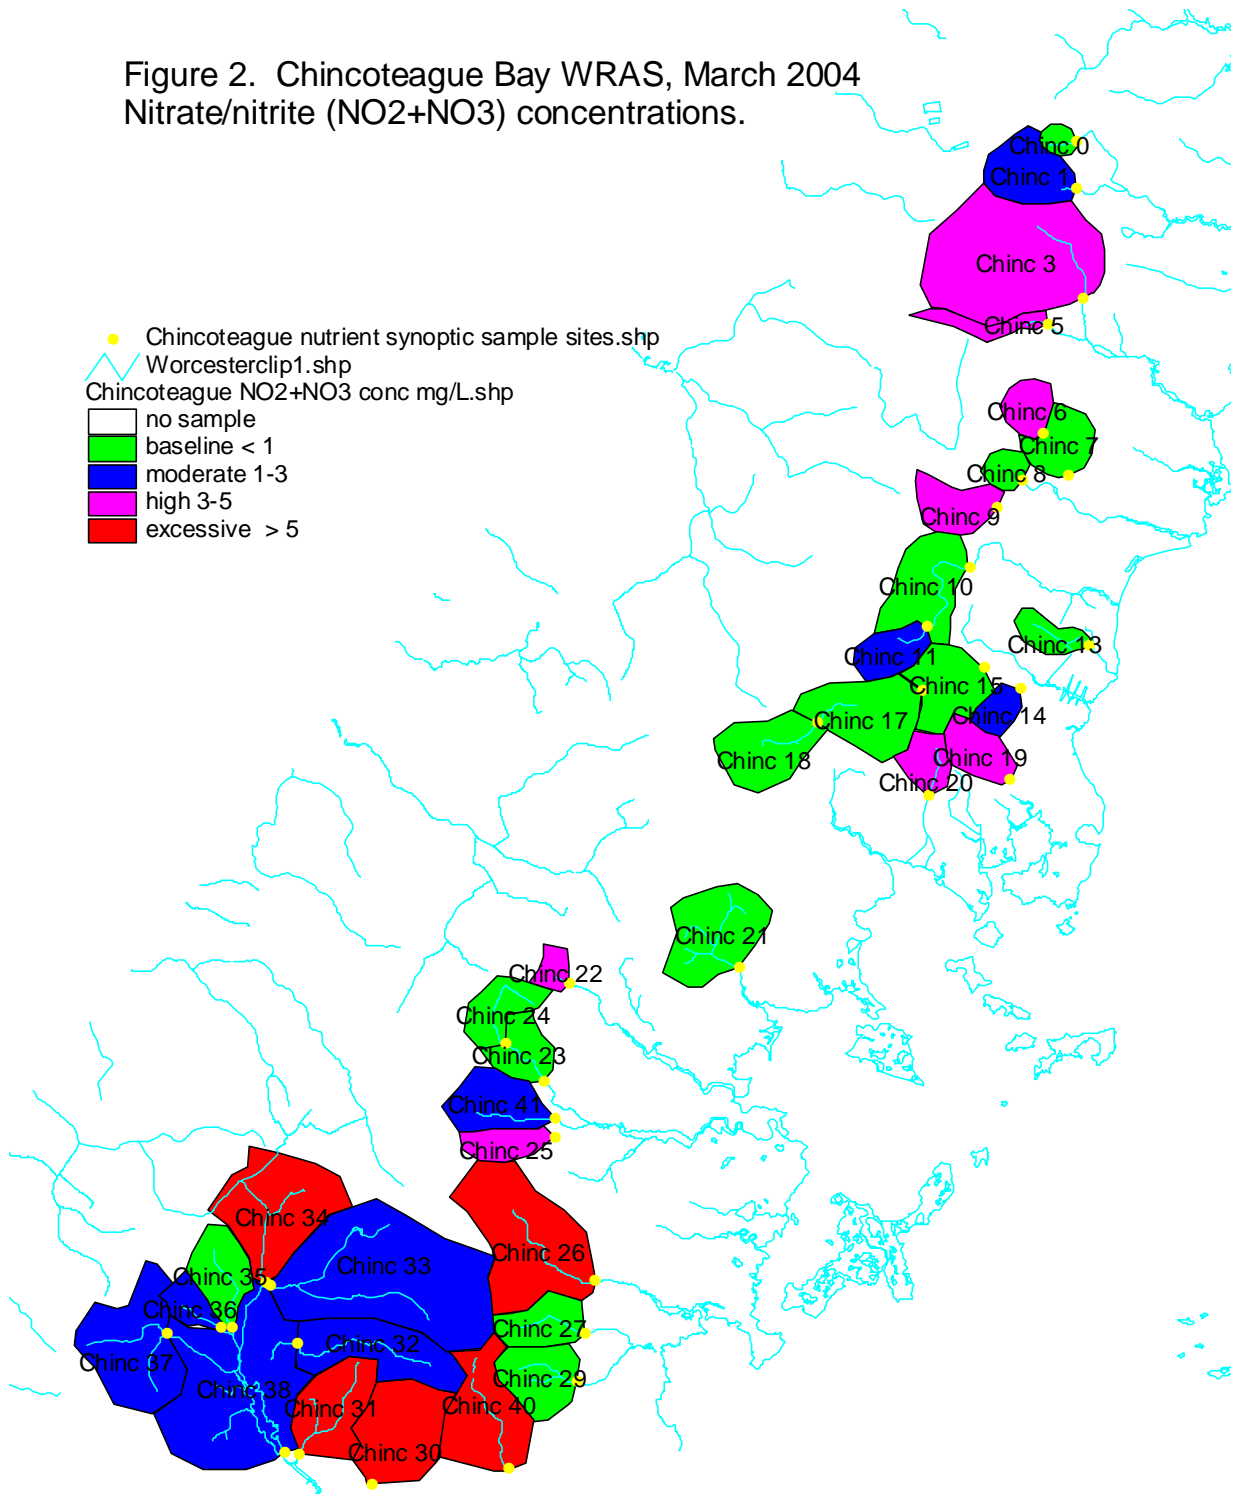 Figure 2.  Chincoteague Bay WRAS, March 2004
Nitrate/nitrite (NO2+NO3) concentrations.
Chinc 0
Chinc 1
Chinc 3
Chinc 5
Chincoteague nutrient synoptic sample sites.shp
Worcesterclip1.shp
Chincoteague NO2+NO3 conc mg/L.shp
no sample
baseline < 1
moderate 1-3
high 3-5
excessive  > 5
Chinc 6
Chinc 7
Chinc 8
Chinc 9
Chinc 10
Chinc 13
Chinc 11
Chinc 15
Chinc 14
Chinc 17
Chinc 18
Chinc 19
Chinc 20
Chinc 21
Chinc 22
Chinc 24
Chinc 23
Chinc 41
Chinc 25
Chinc 34
Chinc 26
Chinc 33
Chinc 35
Chinc 36
Chinc 27
Chinc 32
Chinc 37
Chinc 29
Chinc 38
Chinc 31
Chinc 40
Chinc 30